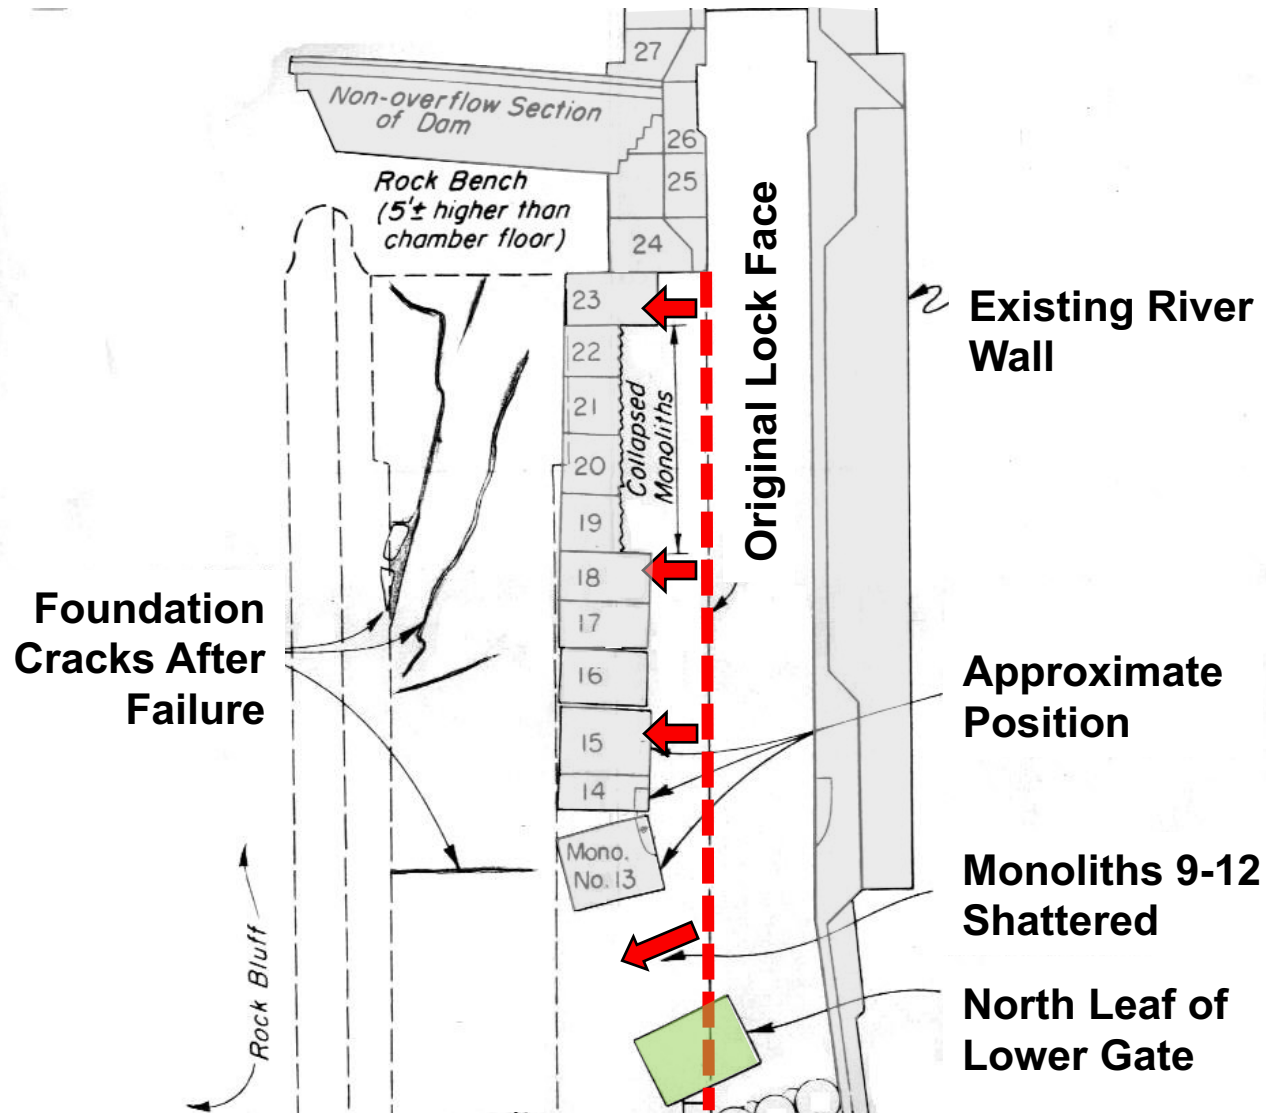 27
Non-overflow Section
of Dam
26
25
24
Rock Bench
(5'± higher than
chamber floor)
23
22
21
20
19
18
17
16
15
14
Mono.
No. 13
Collapsed
Monoliths
Original Lock Face
Existing River
Wall
Foundation
Cracks After
Failure
Approximate
Position
Monoliths 9-12
Shattered
North Leaf of
Lower Gate
Rock Bluff